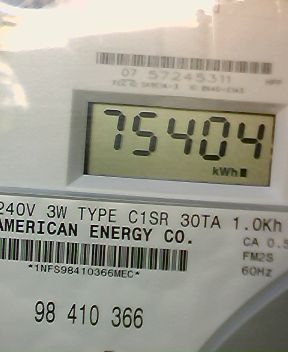 07 57245311
75404
kWh
240V 3W TYPE C1SR 30TA 1.0Kh
AMERICAN ENERGY CO.
CA 0.5
FM2S
60Hz
*1NFS98410366MEC*
98 410 366